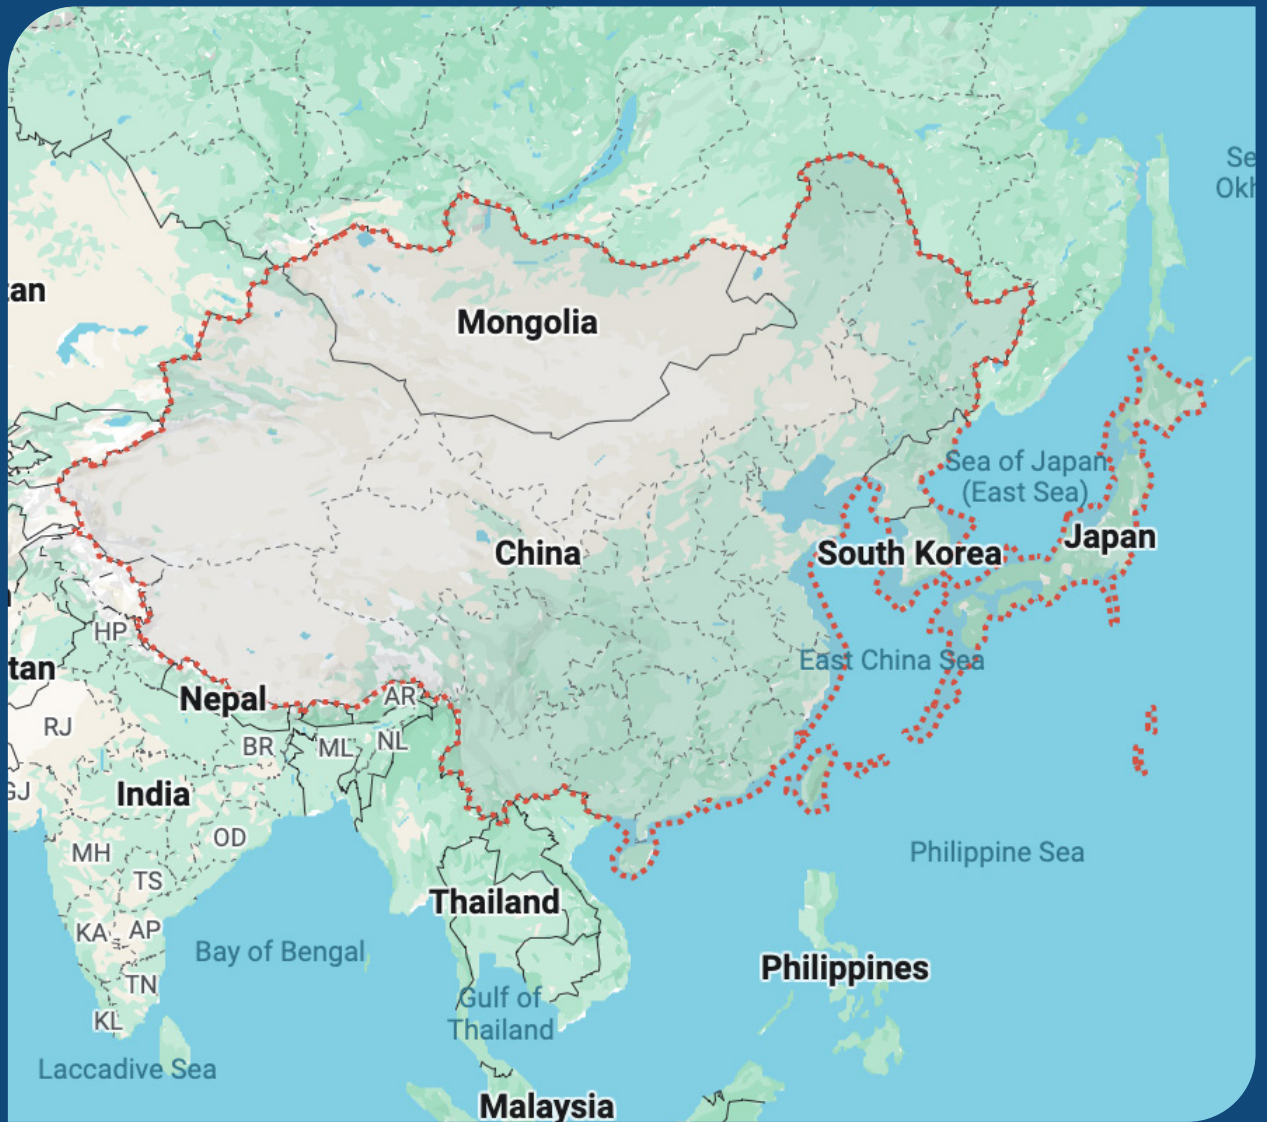 Se
Okh
tan
Mongolia
Sea of Japan
(East Sea)
Japan
China
South Korea
HP
East China Sea
tan
Nepal
AR
RJ
BR
ML
NL
India
GJ
OD
MH
Philippine Sea
TS
Thailand
KA
AP
Bay of Bengal
Philippines
TN
Gulf of
Thailand
KL
Laccadive Sea
Malaysia